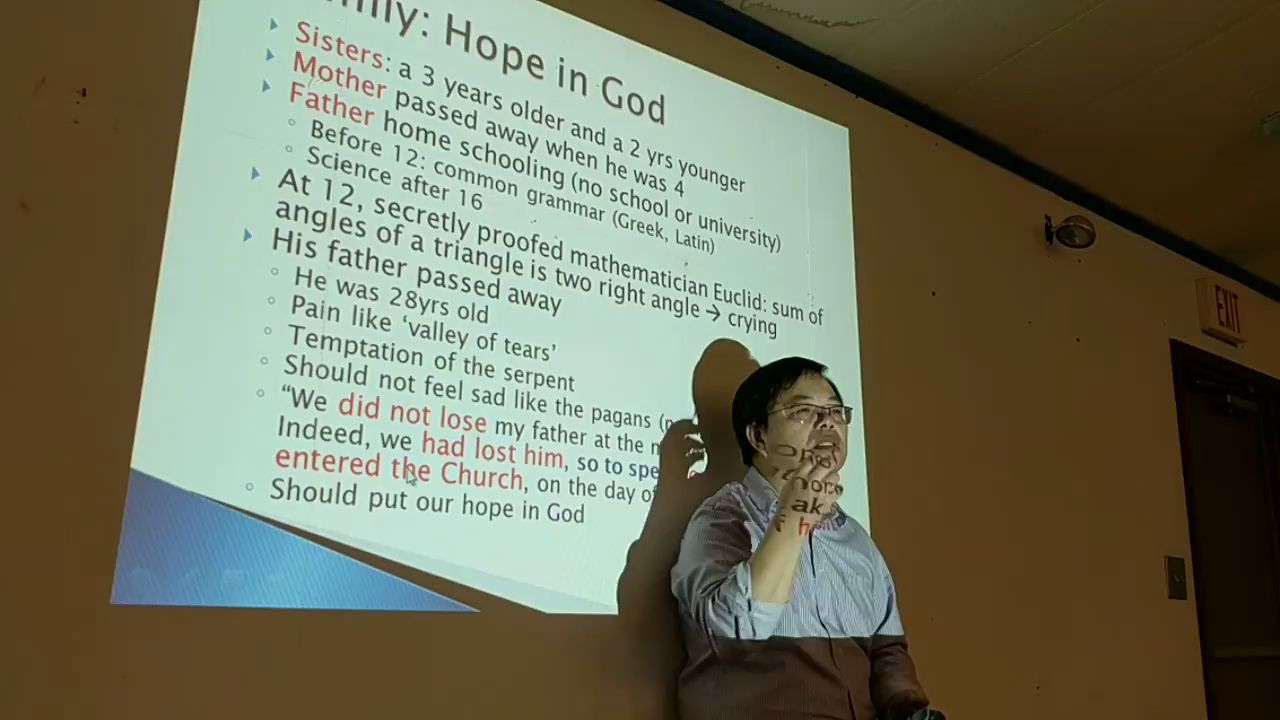 Hope in God
Sisters: a 3 years older and a 2 yrs younger
Mother passed away when he was 4
Father home schooling (no school or university)
Before 12: common grammar (Greek, Latin)
Science after 16
At 12, secretly proofed mathematician Euclid: sum of
angles of a triangle is two right angle → crying
His father passed away
He was 28yrs old
Pain like ‘valley of tears’
Temptation of the serpent
Should not feel sad like the pagans
“We did not lose my father at the
Indeed, we had lost him, so to
entered the Church, on the day
Should put our hope in God
EXIT